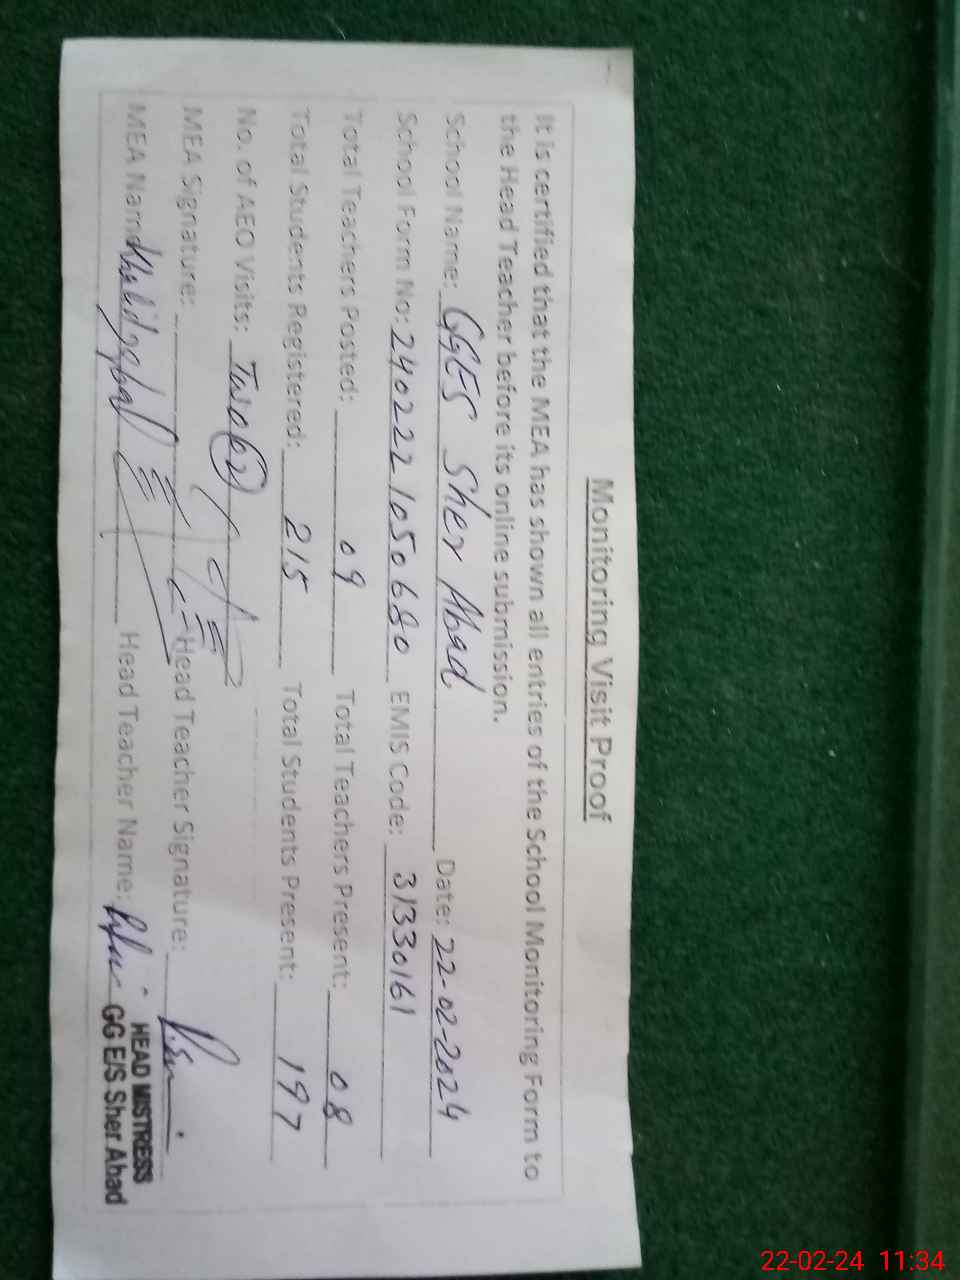 Monitoring Visit Proof
It is certified that the MEA has shown all entries of the School Monitoring Form to
the Head Teacher before its online submission.
School Name: GGES Sher Abad Date: 22-02-2024
School Form No: 2402221050680 EMIS Code: 31330161
Total Teachers Posted: 09 Total Teachers Present: 08
Total Students Registered: 215 Total Students Present: 197
No. of AEO Visits: Two (02)
MEA Signature: Head Teacher Signature:
MEA Name: Head Teacher Name:
HEAD MISTRESS
GG E/S Sher Abad
22-02-24 11:34